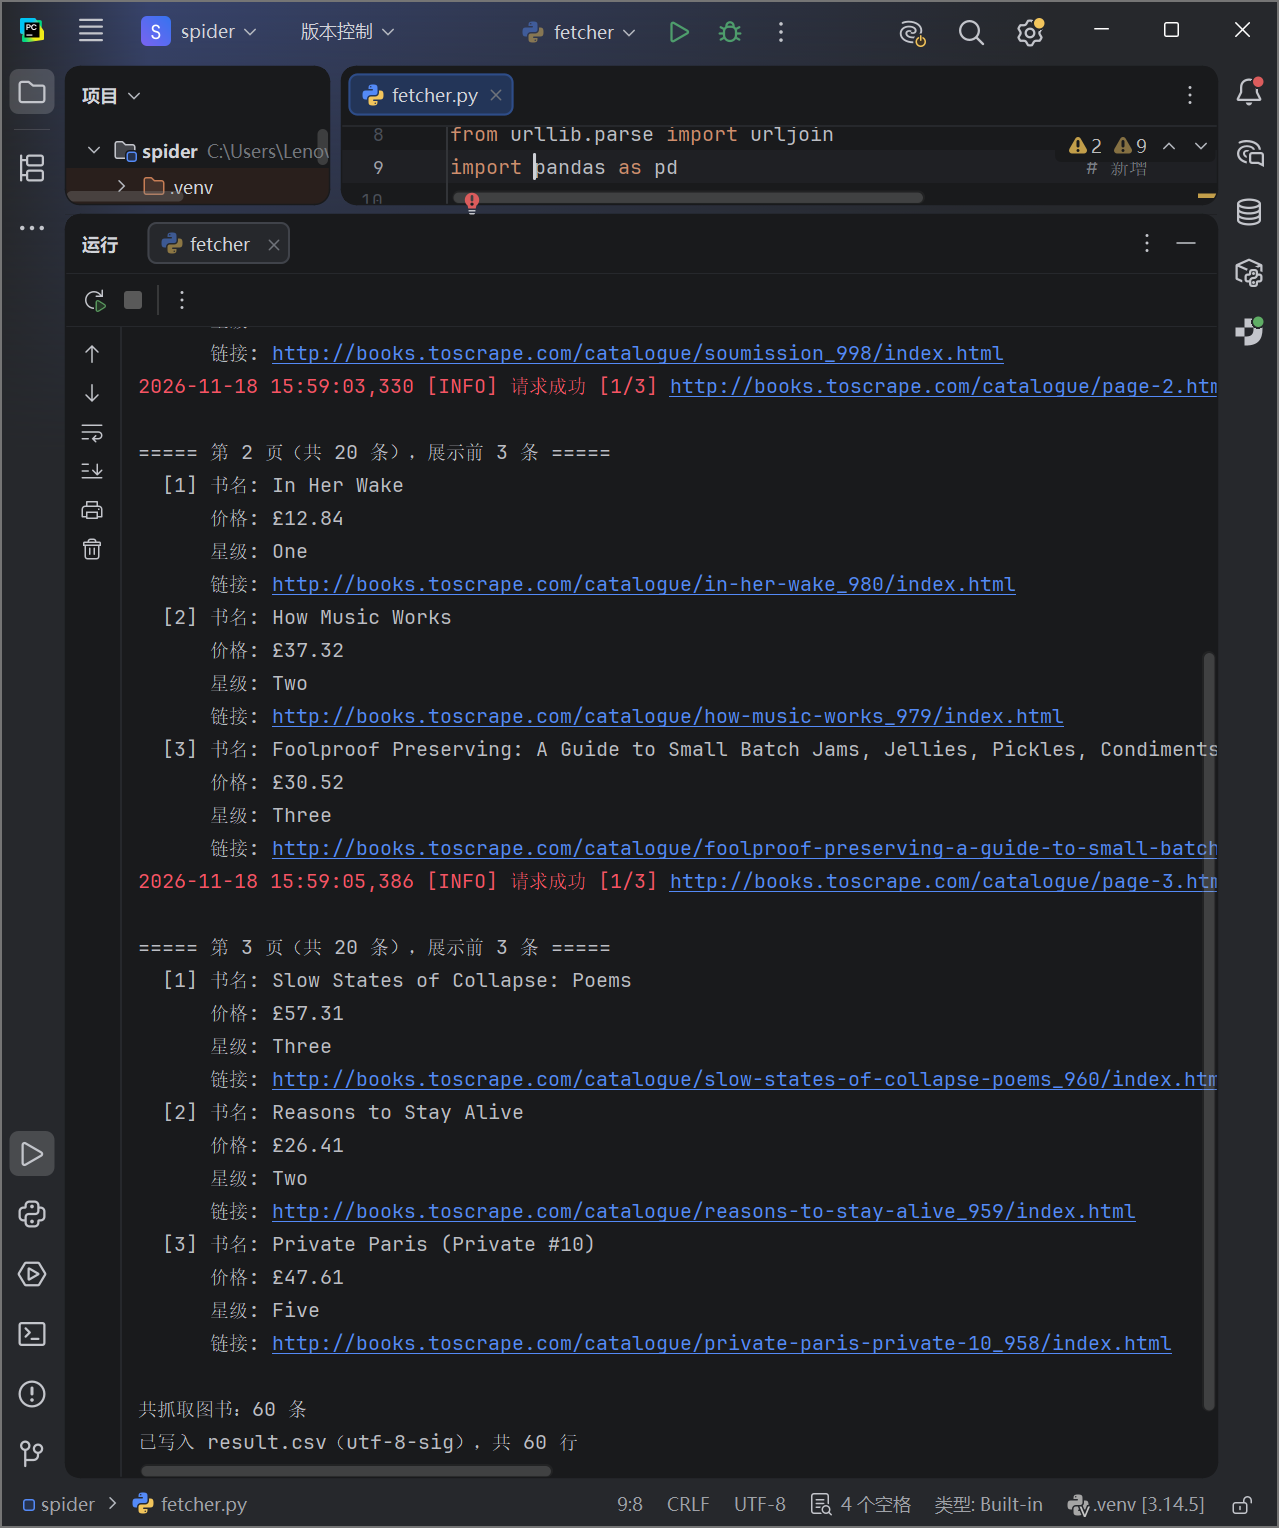 PC
S spider 版本控制 fetcher
项目
fetcher.py
spider C:\Users\Lenov
.venv
8 from urllib.parse import urljoin
9 import pandas as pd # 新增
10
2 9
运行 fetcher
链接: http://books.toscrape.com/catalogue/soumission_998/index.html
2026-11-18 15:59:03,330 [INFO] 请求成功 [1/3] http://books.toscrape.com/catalogue/page-2.htm
===== 第 2 页（共 20 条），展示前 3 条 =====
[1] 书名: In Her Wake
价格: £12.84
星级: One
链接: http://books.toscrape.com/catalogue/in-her-wake_980/index.html
[2] 书名: How Music Works
价格: £37.32
星级: Two
链接: http://books.toscrape.com/catalogue/how-music-works_979/index.html
[3] 书名: Foolproof Preserving: A Guide to Small Batch Jams, Jellies, Pickles, Condiments
价格: £30.52
星级: Three
链接: http://books.toscrape.com/catalogue/foolproof-preserving-a-guide-to-small-batch
2026-11-18 15:59:05,386 [INFO] 请求成功 [1/3] http://books.toscrape.com/catalogue/page-3.htm
===== 第 3 页（共 20 条），展示前 3 条 =====
[1] 书名: Slow States of Collapse: Poems
价格: £57.31
星级: Three
链接: http://books.toscrape.com/catalogue/slow-states-of-collapse-poems_960/index.htm
[2] 书名: Reasons to Stay Alive
价格: £26.41
星级: Two
链接: http://books.toscrape.com/catalogue/reasons-to-stay-alive_959/index.html
[3] 书名: Private Paris (Private #10)
价格: £47.61
星级: Five
链接: http://books.toscrape.com/catalogue/private-paris-private-10_958/index.html
共抓取图书：60 条
已写入 result.csv（utf-8-sig），共 60 行
spider fetcher.py 9:8 CRLF UTF-8 4 个空格 类型: Built-in .venv [3.14.5]